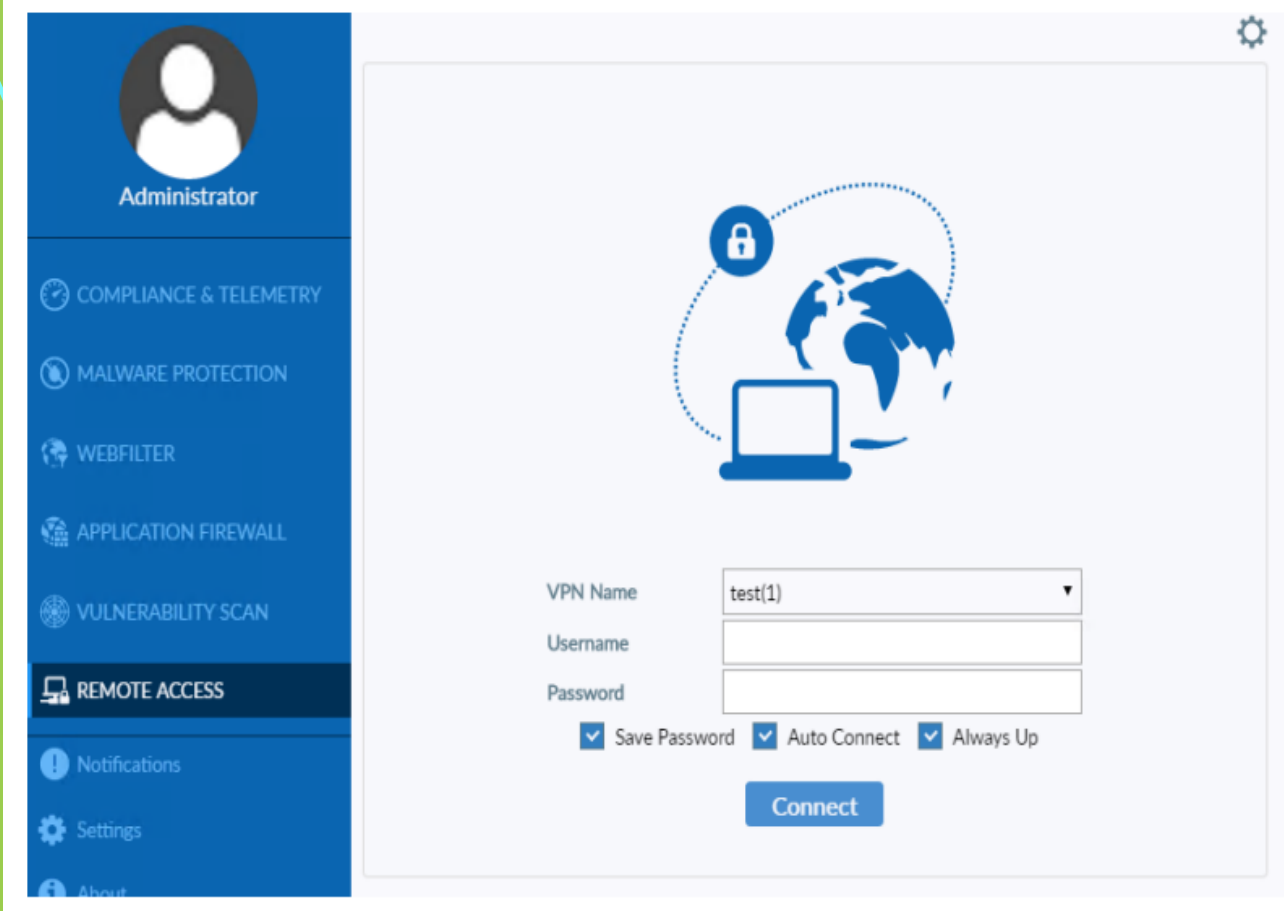 Administrator
COMPLIANCE & TELEMETRY
MALWARE PROTECTION
WEBFILTER
APPLICATION FIREWALL
VULNERABILITY SCAN
REMOTE ACCESS
Notifications
Settings
About
VPN Name
test(1)
Username
Password
Save Password Auto Connect Always Up
Connect